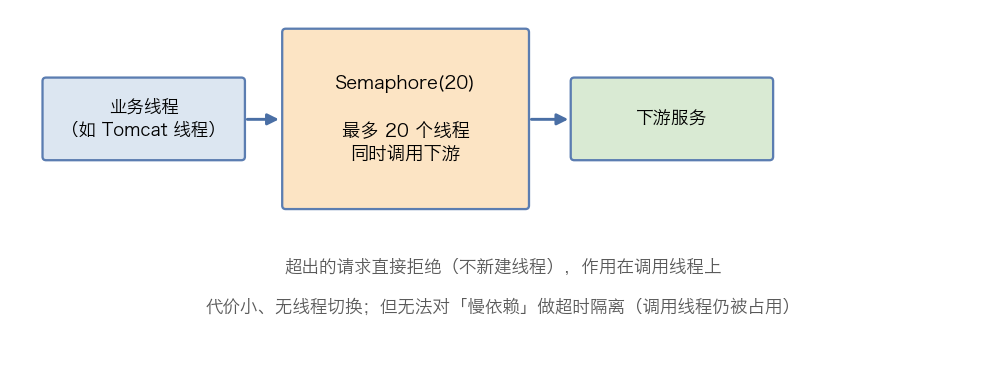 业务线程
（如 Tomcat 线程）
Semaphore(20)
最多 20 个线程
同时调用下游
下游服务
超出的请求直接拒绝（不新建线程），作用在调用线程上
代价小、无线程切换；但无法对「慢依赖」做超时隔离（调用线程仍被占用）